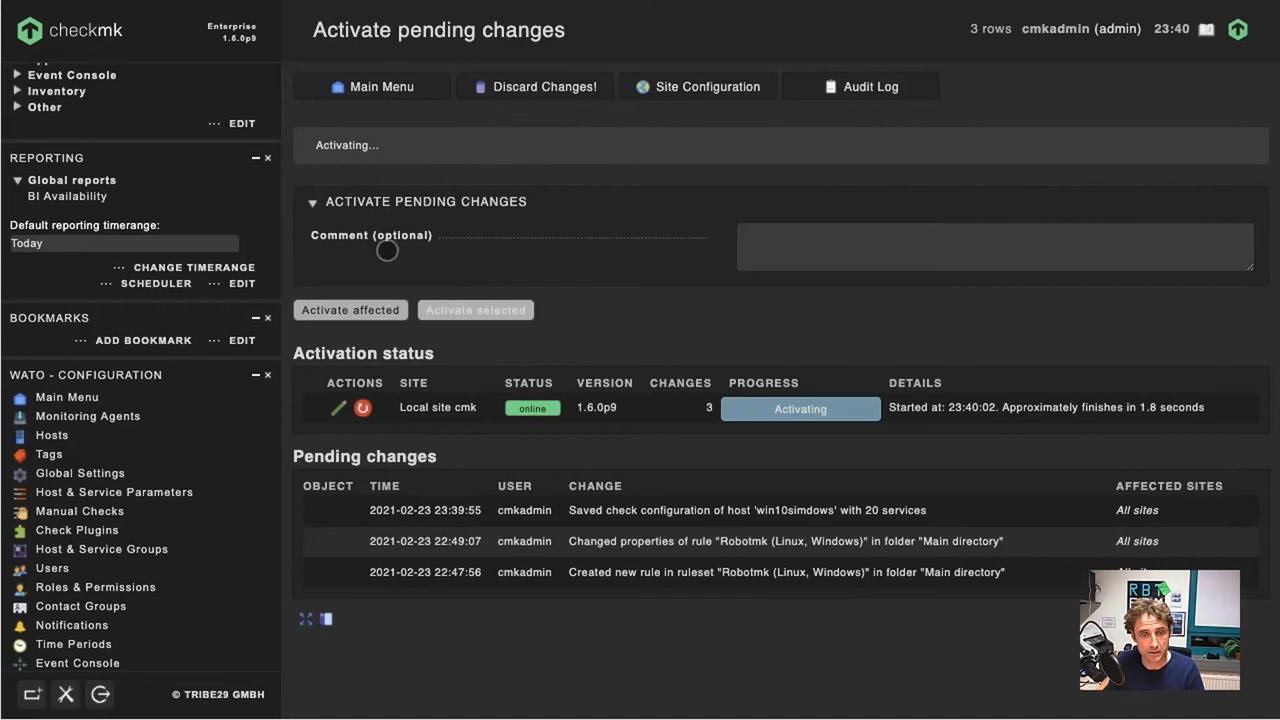 checkmk
Enterprise
1.6.0p9
Activate pending changes
3 rows cmkadmin (admin) 23:40
Event Console
Inventory
Other
··· EDIT
REPORTING
Global reports
BI Availability
Default reporting timerange:
Today
··· CHANGE TIMERANGE
··· SCHEDULER ··· EDIT
BOOKMARKS
··· ADD BOOKMARK ··· EDIT
WATO - CONFIGURATION
Main Menu
Monitoring Agents
Hosts
Tags
Global Settings
Host & Service Parameters
Manual Checks
Check Plugins
Host & Service Groups
Users
Roles & Permissions
Contact Groups
Notifications
Time Periods
Event Console
© TRIBE29 GMBH
Main Menu Discard Changes! Site Configuration Audit Log
Activating...
ACTIVATE PENDING CHANGES
Comment (optional)
Activate affected Activate selected
Activation status
ACTIONS SITE STATUS VERSION CHANGES PROGRESS DETAILS
Local site cmk online 1.6.0p9 3 Activating Started at: 23:40:02. Approximately finishes in 1.8 seconds
Pending changes
OBJECT TIME USER CHANGE AFFECTED SITES
2021-02-23 23:39:55 cmkadmin Saved check configuration of host 'win10simdows' with 20 services All sites
2021-02-23 22:49:07 cmkadmin Changed properties of rule "Robotmk (Linux, Windows)" in folder "Main directory" All sites
2021-02-23 22:47:56 cmkadmin Created new rule in ruleset "Robotmk (Linux, Windows)" in folder "Main directory"